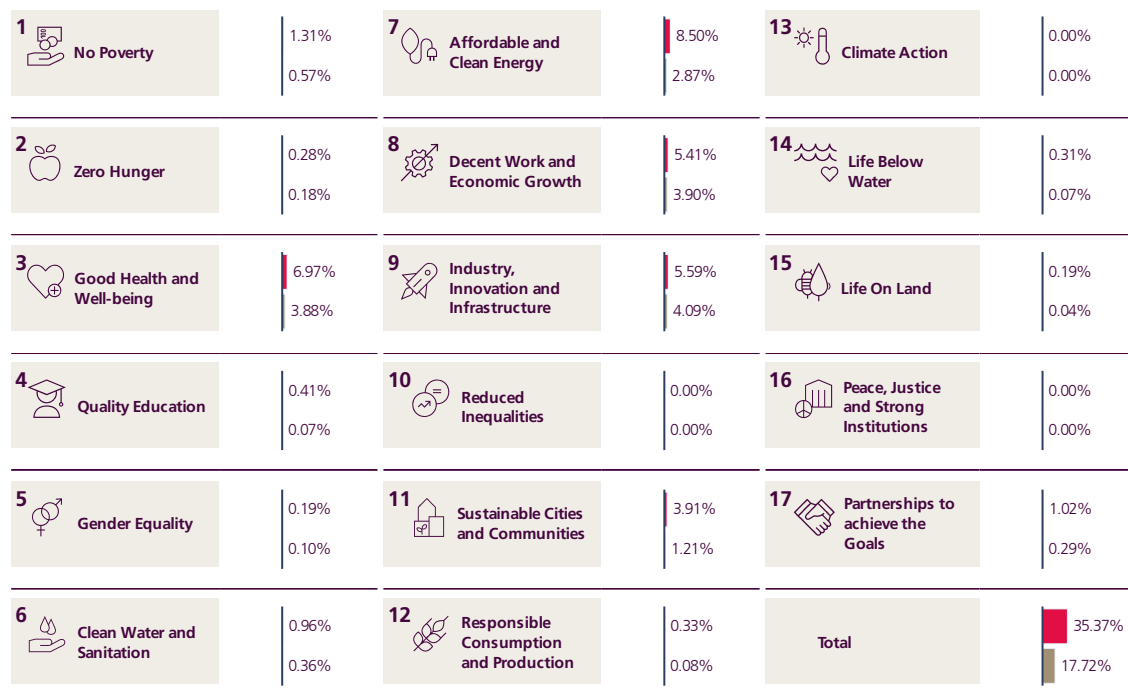 1
No Poverty
1.31%
0.57%
2
Zero Hunger
0.28%
0.18%
3
Good Health and
Well-being
6.97%
3.88%
4
Quality Education
0.41%
0.07%
5
Gender Equality
0.19%
0.10%
6
Clean Water and
Sanitation
0.96%
0.36%
7
Affordable and
Clean Energy
8.50%
2.87%
8
Decent Work and
Economic Growth
5.41%
3.90%
9
Industry,
Innovation and
Infrastructure
5.59%
4.09%
10
Reduced
Inequalities
0.00%
0.00%
11
Sustainable Cities
and Communities
3.91%
1.21%
12
Responsible
Consumption
and Production
0.33%
0.08%
13
Climate Action
0.00%
0.00%
14
Life Below
Water
0.31%
0.07%
15
Life On Land
0.19%
0.04%
16
Peace, Justice
and Strong
Institutions
0.00%
0.00%
17
Partnerships to
achieve the
Goals
1.02%
0.29%
Total
35.37%
17.72%